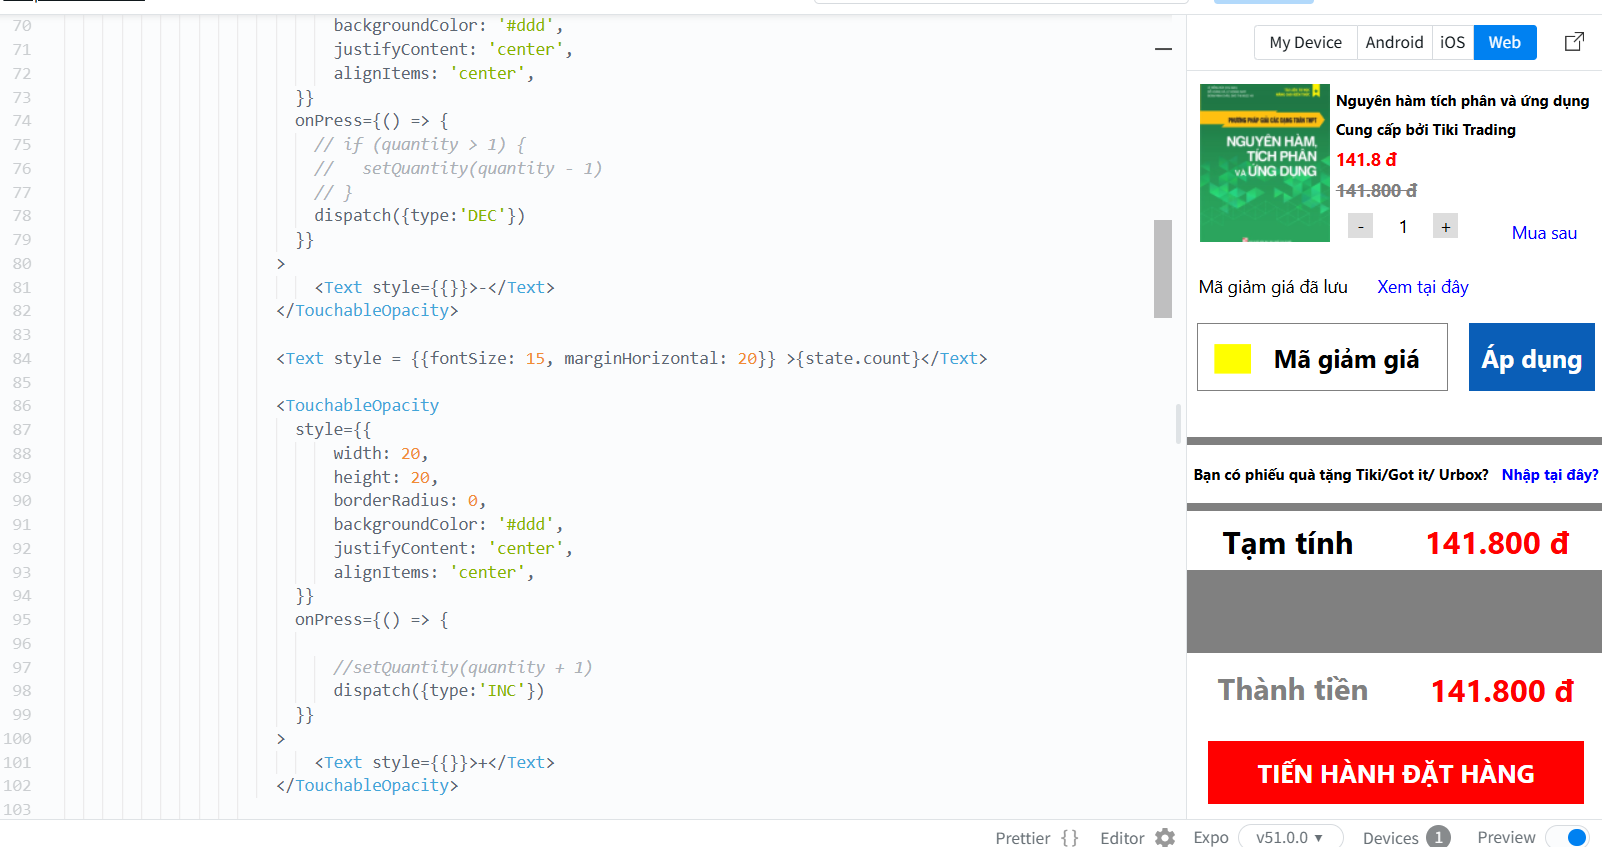 70 backgroundColor: '#ddd',
71 justifyContent: 'center',
72 alignItems: 'center',
73 }}
74 onPress={() => {
75 // if (quantity > 1) {
76 //   setQuantity(quantity - 1)
77 // }
78 dispatch({type:'DEC'})
79 }}
80 >
81 <Text style={{}}>-</Text>
82 </TouchableOpacity>
83
84 <Text style = {{fontSize: 15, marginHorizontal: 20}} >{state.count}</Text>
85
86 <TouchableOpacity
87 style={{
88 width: 20,
89 height: 20,
90 borderRadius: 0,
91 backgroundColor: '#ddd',
92 justifyContent: 'center',
93 alignItems: 'center',
94 }}
95 onPress={() => {
96
97 //setQuantity(quantity + 1)
98 dispatch({type:'INC'})
99 }}
100 >
101 <Text style={{}}>+</Text>
102 </TouchableOpacity>
103
My Device Android iOS Web
PHƯƠNG PHÁP GIẢI CÁC DẠNG TOÁN THPT
NGUYÊN HÀM,
TÍCH PHÂN
VÀ ỨNG DỤNG
Nguyên hàm tích phân và ứng dụng
Cung cấp bởi Tiki Trading
141.8 đ
141.800 đ
- 1 + Mua sau
Mã giảm giá đã lưu Xem tại đây
Mã giảm giá Áp dụng
Bạn có phiếu quà tặng Tiki/Got it/ Urbox? Nhập tại đây?
Tạm tính 141.800 đ
Thành tiền 141.800 đ
TIẾN HÀNH ĐẶT HÀNG
Prettier {} Editor Expo v51.0.0 ▾ Devices 1 Preview